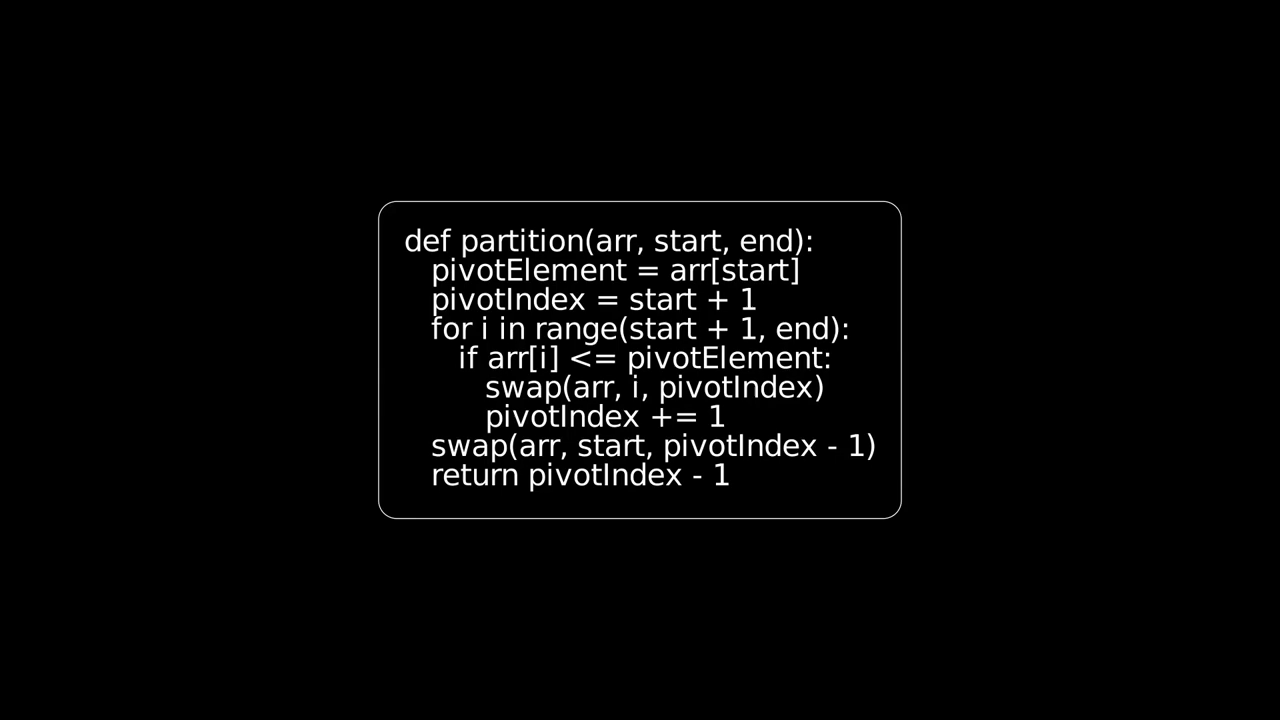 def partition(arr, start, end):
pivotElement = arr[start]
pivotIndex = start + 1
for i in range(start + 1, end):
if arr[i] <= pivotElement:
swap(arr, i, pivotIndex)
pivotIndex += 1
swap(arr, start, pivotIndex - 1)
return pivotIndex - 1